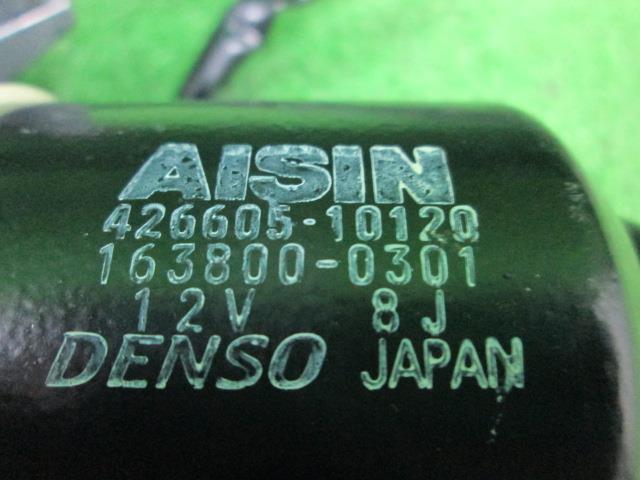 AISIN
426605-10120
163800-0301
12V 8J
DENSO JAPAN